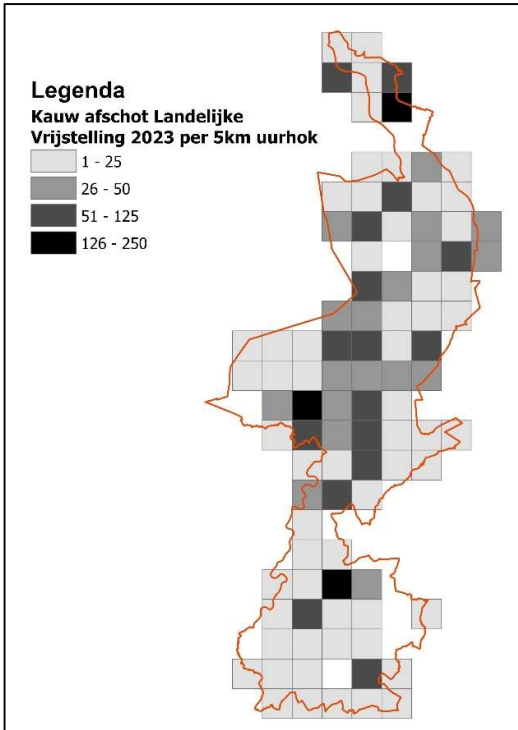 Legenda
Kauw afschot Landelijke
Vrijstelling 2023 per 5km uurhok
1 - 25
26 - 50
51 - 125
126 - 250